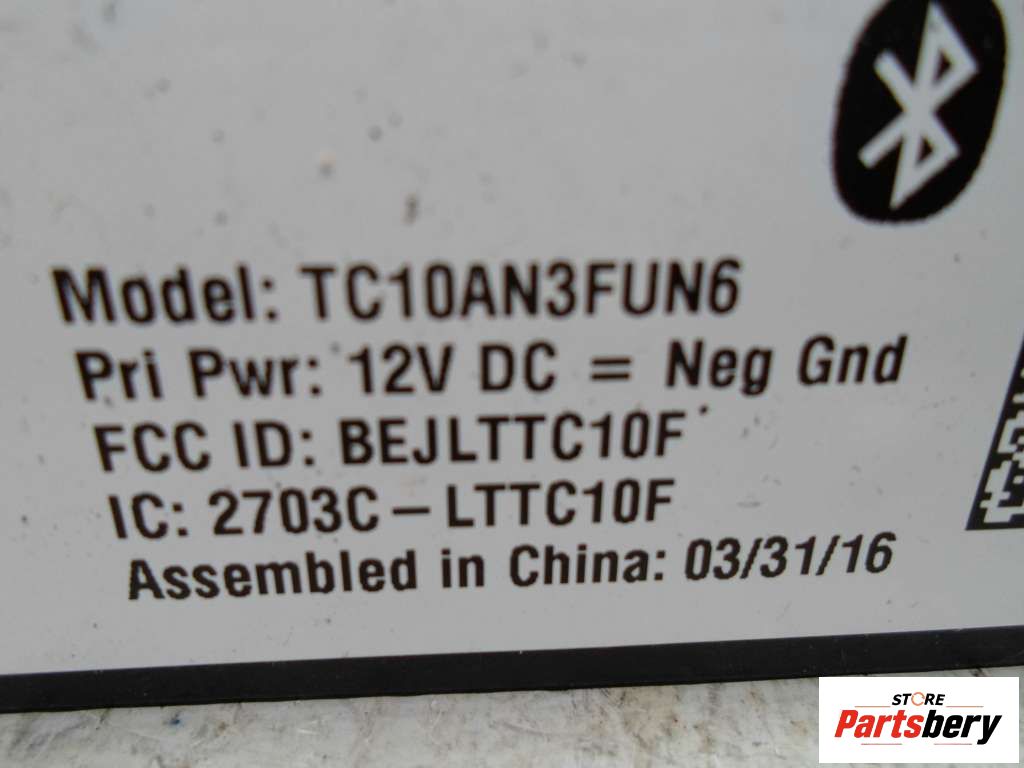 Model: TC10AN3FUN6
Pri Pwr: 12V DC = Neg Gnd
FCC ID: BEJLTTC10F
IC: 2703C – LTTC10F
Assembled in China: 03/31/16
STORE
Partsbery